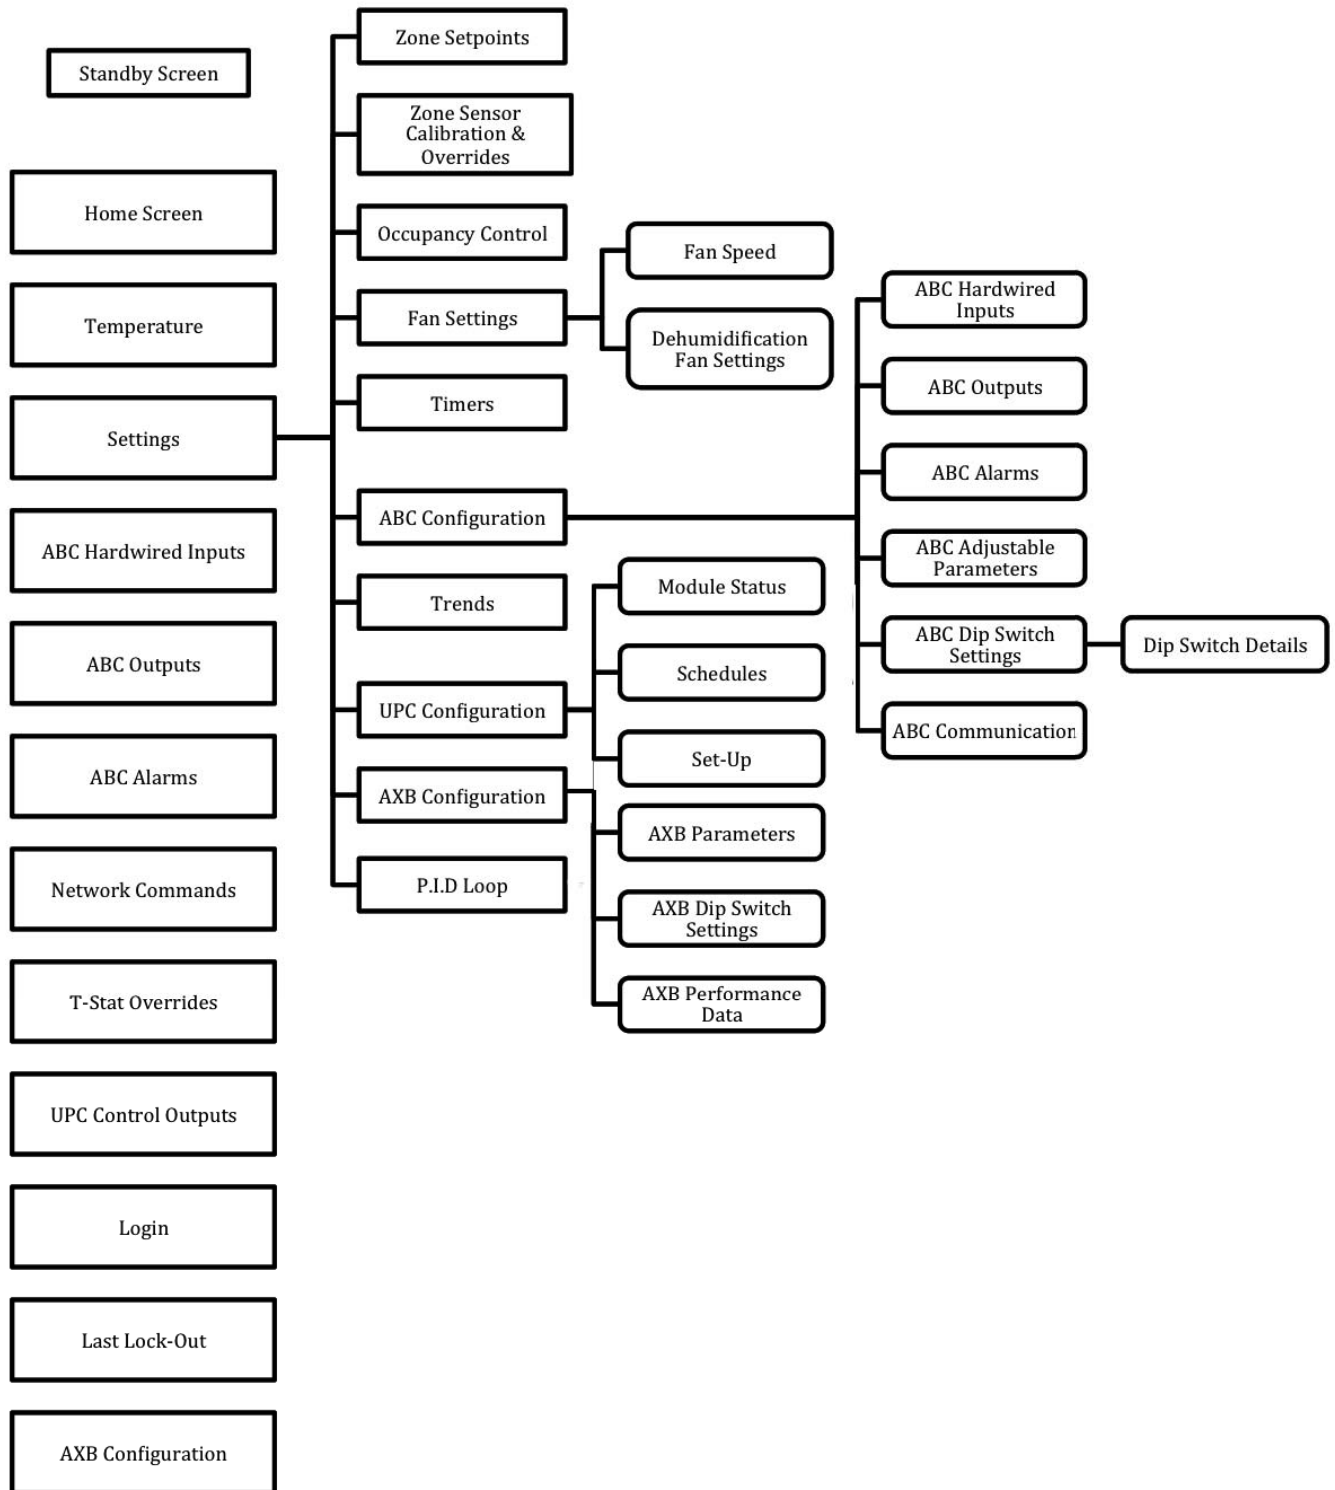 Standby Screen
Home Screen
Temperature
Settings
ABC Hardwired Inputs
ABC Outputs
ABC Alarms
Network Commands
T-Stat Overrides
UPC Control Outputs
Login
Last Lock-Out
AXB Configuration
Zone Setpoints
Zone Sensor
Calibration &
Overrides
Occupancy Control
Fan Settings
Timers
ABC Configuration
Trends
UPC Configuration
AXB Configuration
P.I.D Loop
Fan Speed
Dehumidification
Fan Settings
Module Status
Schedules
Set-Up
AXB Parameters
AXB Dip Switch
Settings
AXB Performance
Data
ABC Hardwired
Inputs
ABC Outputs
ABC Alarms
ABC Adjustable
Parameters
ABC Dip Switch
Settings
ABC Communication
Dip Switch Details